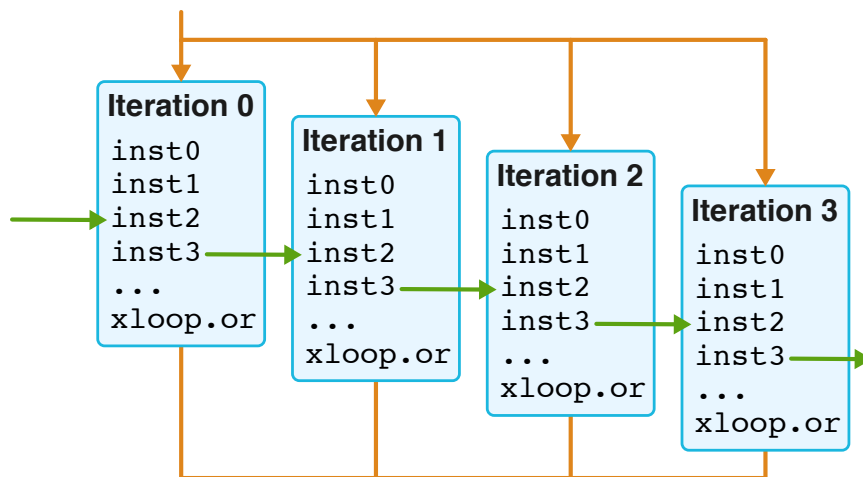 Iteration 0
inst0
inst1
inst2
inst3
...
xloop.or
Iteration 1
inst0
inst1
inst2
inst3
...
xloop.or
Iteration 2
inst0
inst1
inst2
inst3
...
xloop.or
Iteration 3
inst0
inst1
inst2
inst3
...
xloop.or